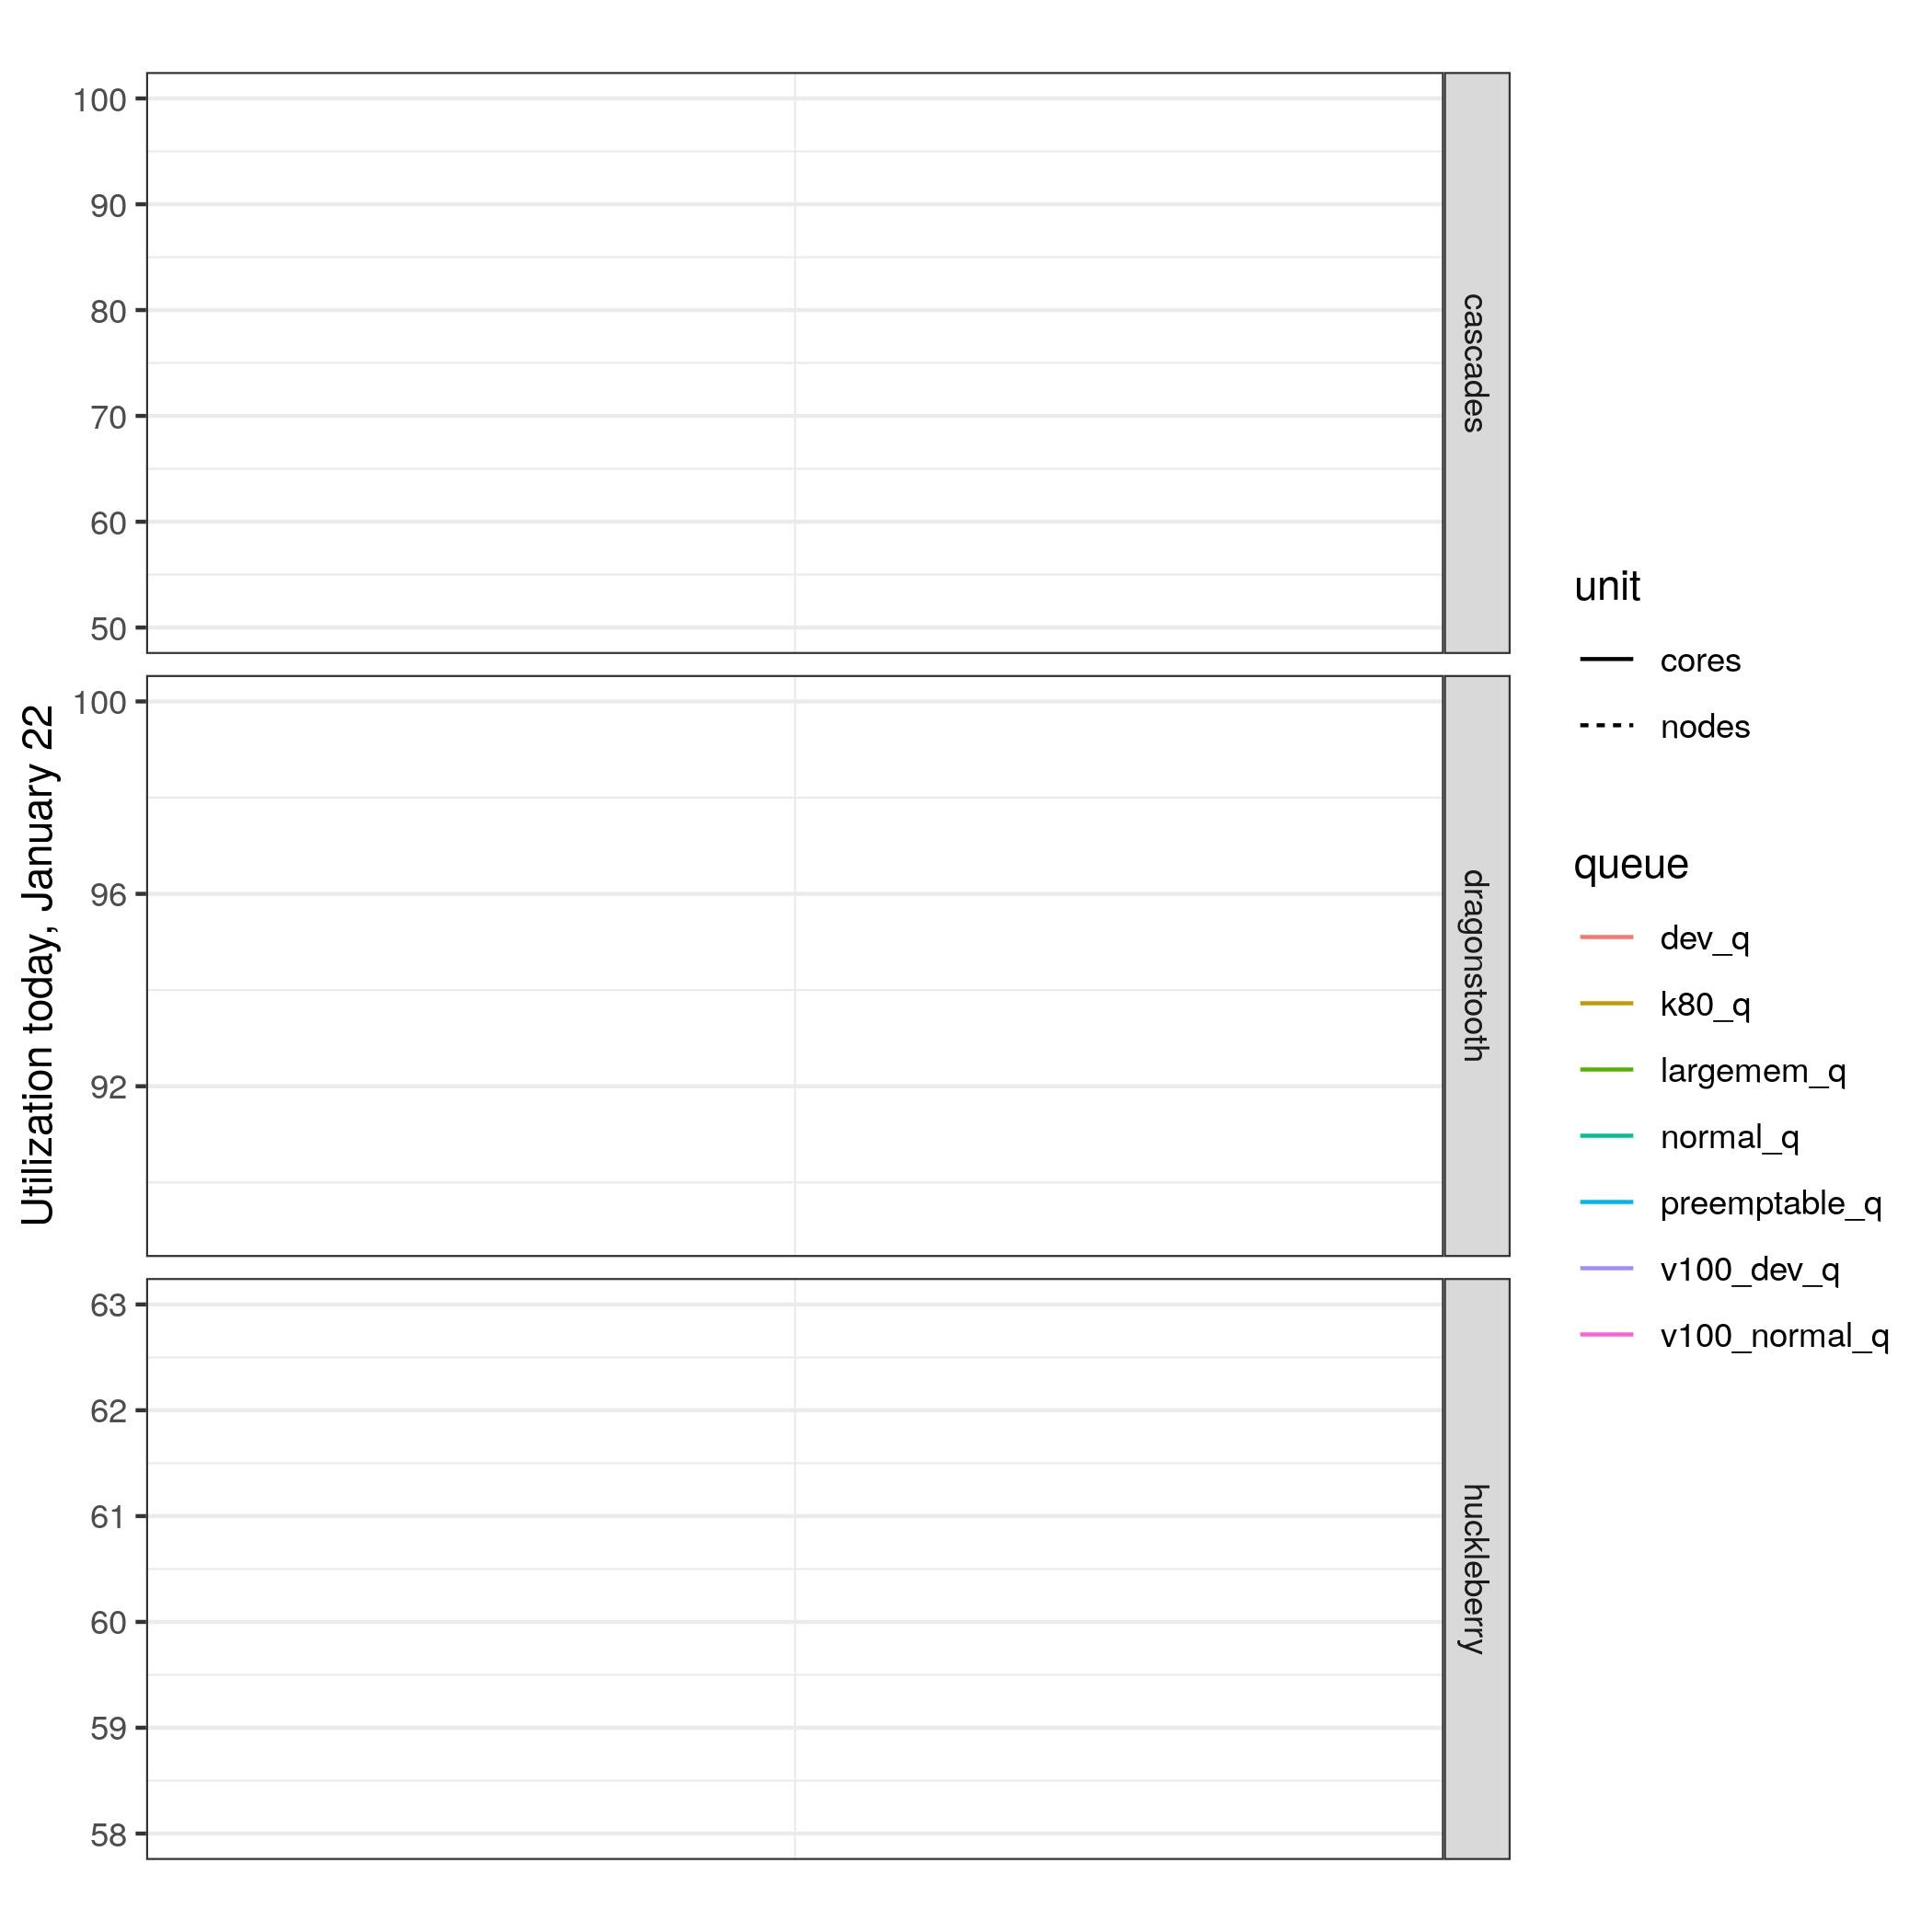 Utilization today, January 22
100
90
80
70
60
50
cascades
100
96
92
dragonstooth
63
62
61
60
59
58
huckleberry
unit
cores
nodes
queue
dev_q
k80_q
largemem_q
normal_q
preemptable_q
v100_dev_q
v100_normal_q